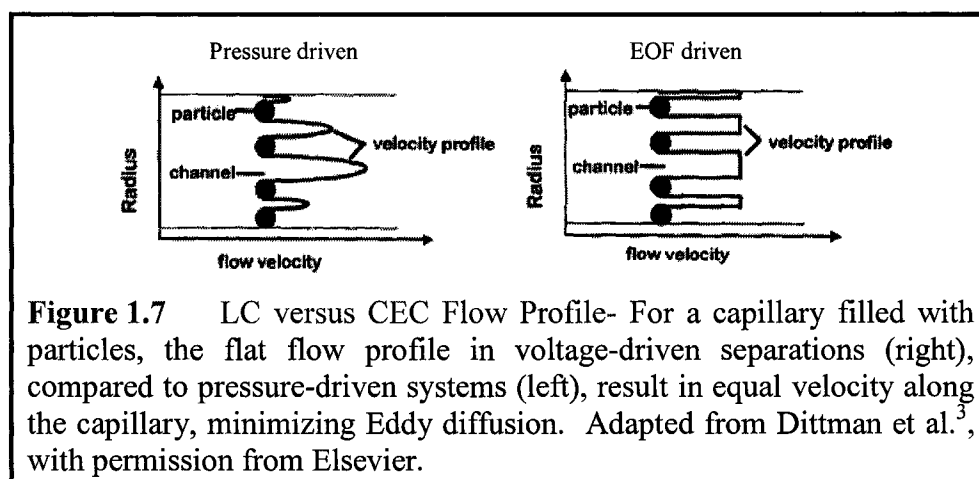 Pressure driven
EOF driven
particle
velocity profile
channel
Radius
flow velocity
particle
velocity profile
channel
Radius
flow velocity
Figure 1.7 LC versus CEC Flow Profile- For a capillary filled with
particles, the flat flow profile in voltage-driven separations (right),
compared to pressure-driven systems (left), result in equal velocity along
the capillary, minimizing Eddy diffusion. Adapted from Dittman et al.³,
with permission from Elsevier.